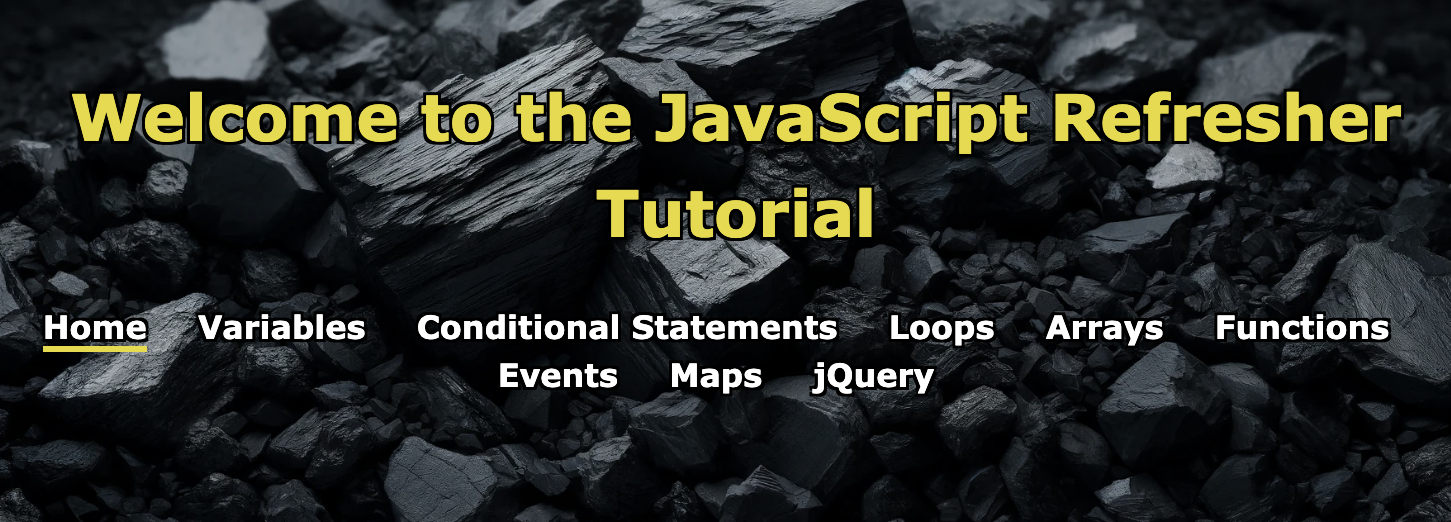 Welcome to the JavaScript Refresher
Tutorial
Home Variables Conditional Statements Loops Arrays Functions
Events Maps jQuery